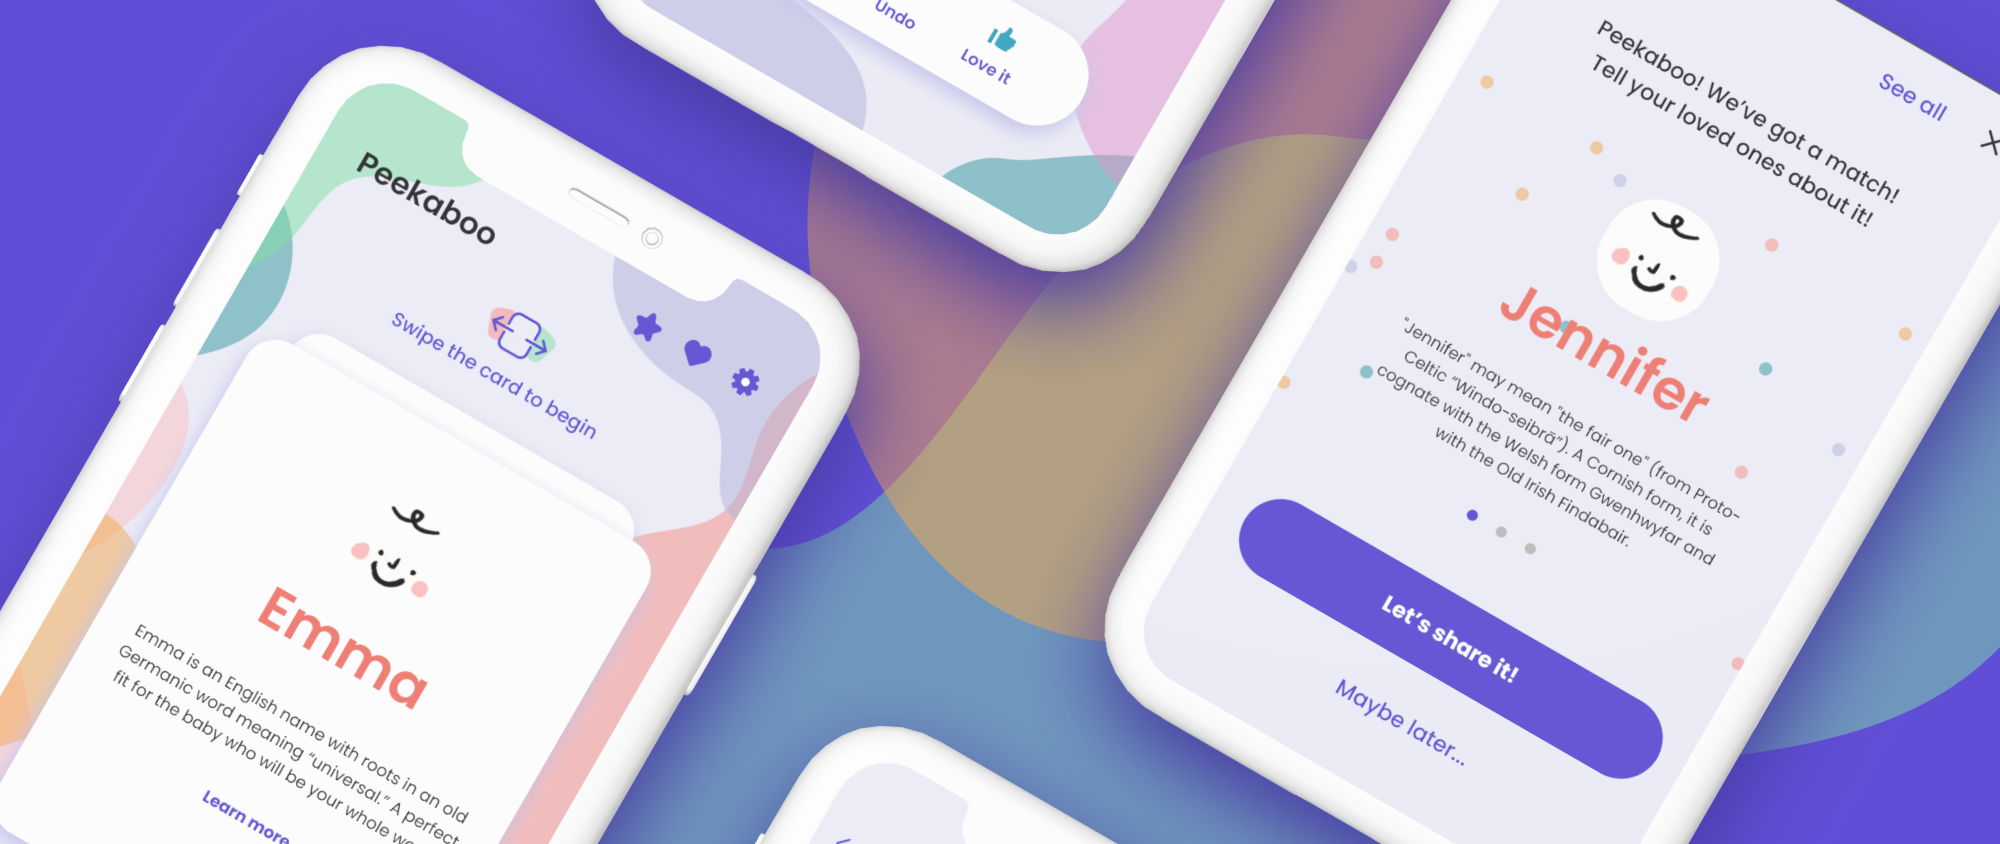 Peekaboo
Swipe the card to begin
Emma
Emma is an English name with roots in an old
Germanic word meaning “universal.” A perfect
fit for the baby who will be your whole
Learn more
Undo
Love it
See all
Peekaboo! We’ve got a match!
Tell your loved ones about it!
Jennifer
"Jennifer" may mean "the fair one" (from Proto-
Celtic "Windo-seibrā"). A Cornish form, it is
cognate with the Welsh form Gwenhwyfar and
with the Old Irish Findabair.
Let’s share it!
Maybe later...